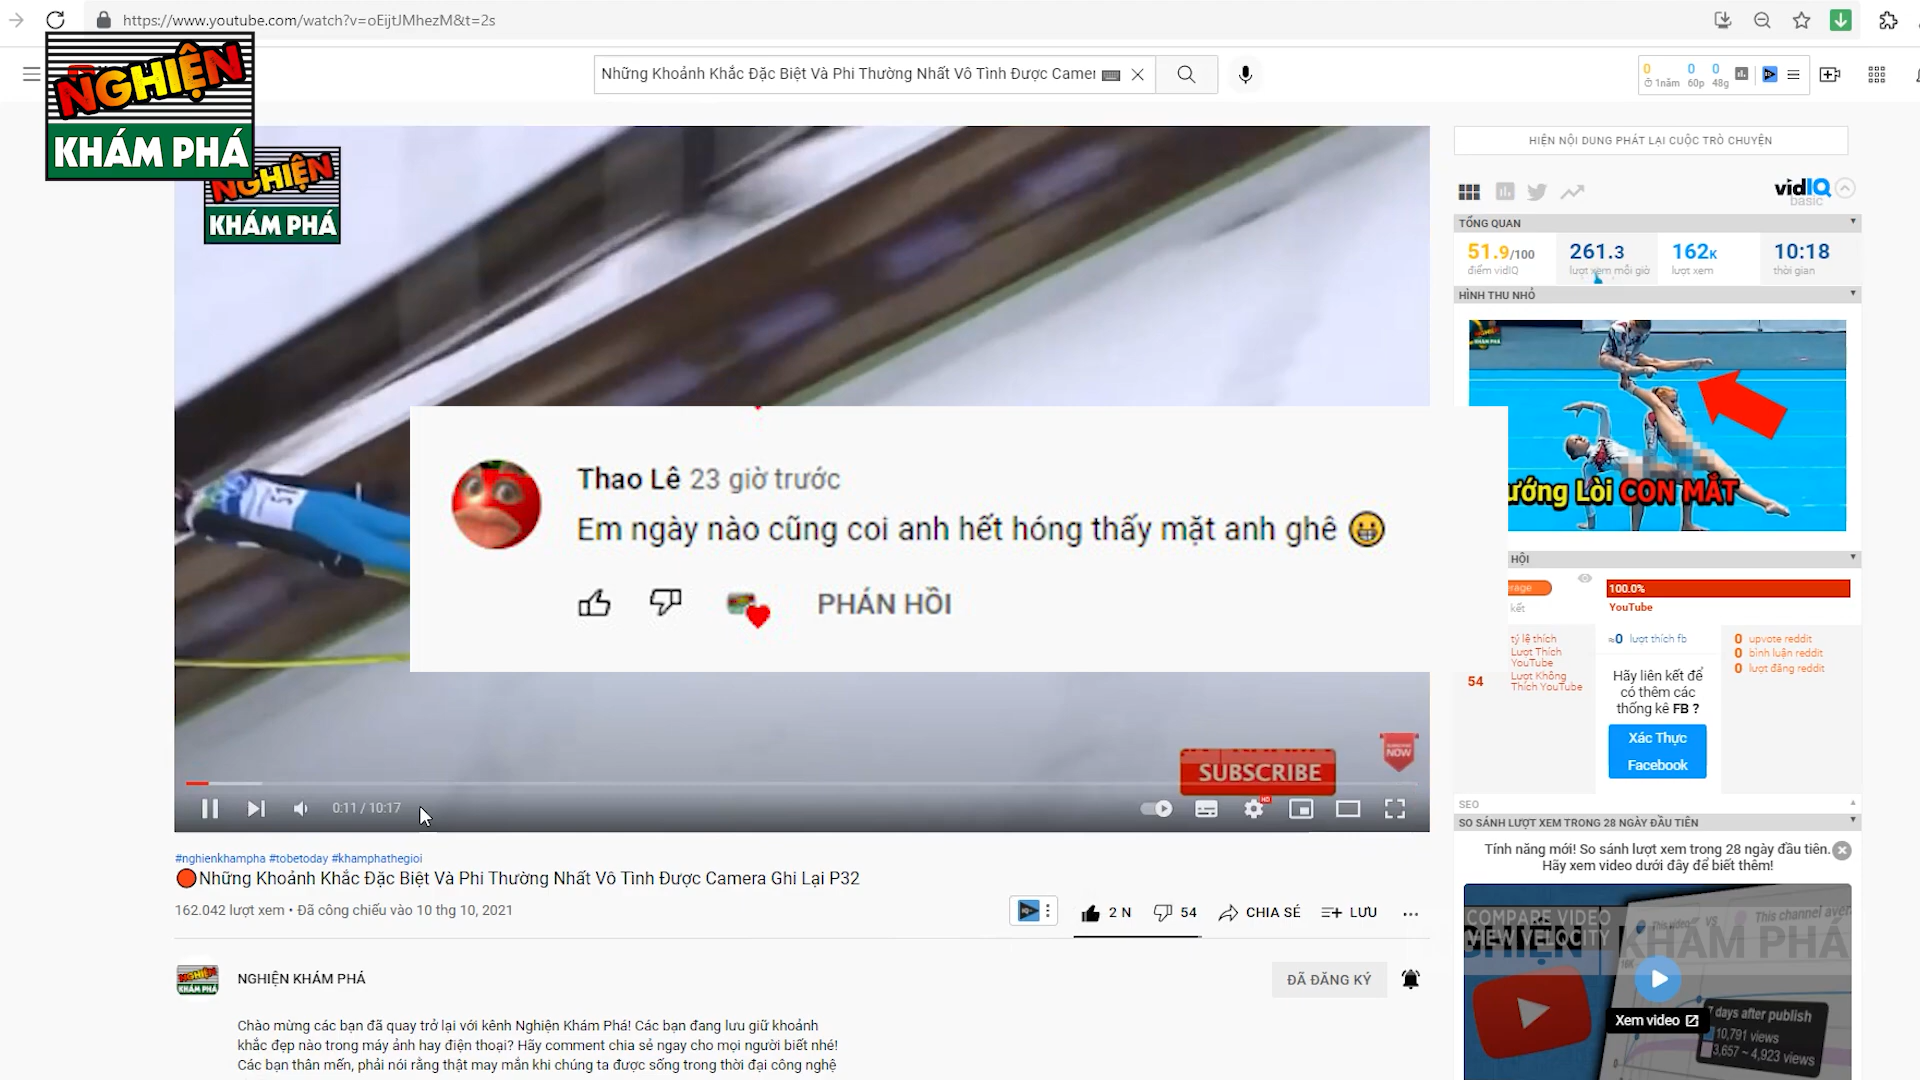 https://www.youtube.com/watch?v=oEijtJMhezM&t=2s
NGHIỆN
KHÁM PHÁ
Những Khoảnh Khắc Đặc Biệt Và Phi Thường Nhất Vô Tình Được Camer
0 0 0
1năm 60p 48g
NGHIỆN
KHÁM PHÁ
HIỆN NỘI DUNG PHÁT LẠI CUỘC TRÒ CHUYỆN
vidIQ
basic
TỔNG QUAN
51.9/100 261.3 162K 10:18
điểm vidIQ lượt xem mỗi giờ lượt xem thời gian
HÌNH THU NHỎ
ướng Lòi CON MẮT
Thao Lê 23 giờ trước
Em ngày nào cũng coi anh hết hóng thấy mặt anh ghê
PHẢN HỒI
HỘI
100.0%
kết
YouTube
tỷ lệ thích
Lượt Thích
YouTube
54 Lượt Không
Thích YouTube
≈0 lượt thích fb
0 upvote reddit
0 bình luận reddit
0 lượt đăng reddit
Hãy liên kết để
có thêm các
thống kê FB ?
Xác Thực
Facebook
SUBSCRIBE
NOW
0:11 / 10:17
HD
SEO
SO SÁNH LƯỢT XEM TRONG 28 NGÀY ĐẦU TIÊN
Tính năng mới! So sánh lượt xem trong 28 ngày đầu tiên.
Hãy xem video dưới đây để biết thêm!
#nghienkhampha #tobetoday #khamphathegioi
Những Khoảnh Khắc Đặc Biệt Và Phi Thường Nhất Vô Tình Được Camera Ghi Lại P32
162.042 lượt xem • Đã công chiếu vào 10 thg 10, 2021
2 N 54 CHIA SẺ LƯU
NGHIỆN KHÁM PHÁ
ĐÃ ĐĂNG KÝ
Chào mừng các bạn đã quay trở lại với kênh Nghiện Khám Phá! Các bạn đang lưu giữ khoảnh
khắc đẹp nào trong máy ảnh hay điện thoại? Hãy comment chia sẻ ngay cho mọi người biết nhé!
Các bạn thân mến, phải nói rằng thật may mắn khi chúng ta được sống trong thời đại công nghệ
COMPARE VIDEO
VIEW VELOCITY
NGHIỆN KHÁM PHÁ
This video VS This channel aver
Xem video
7 days after publish
10,791 views
3,657 ~ 4,923 views